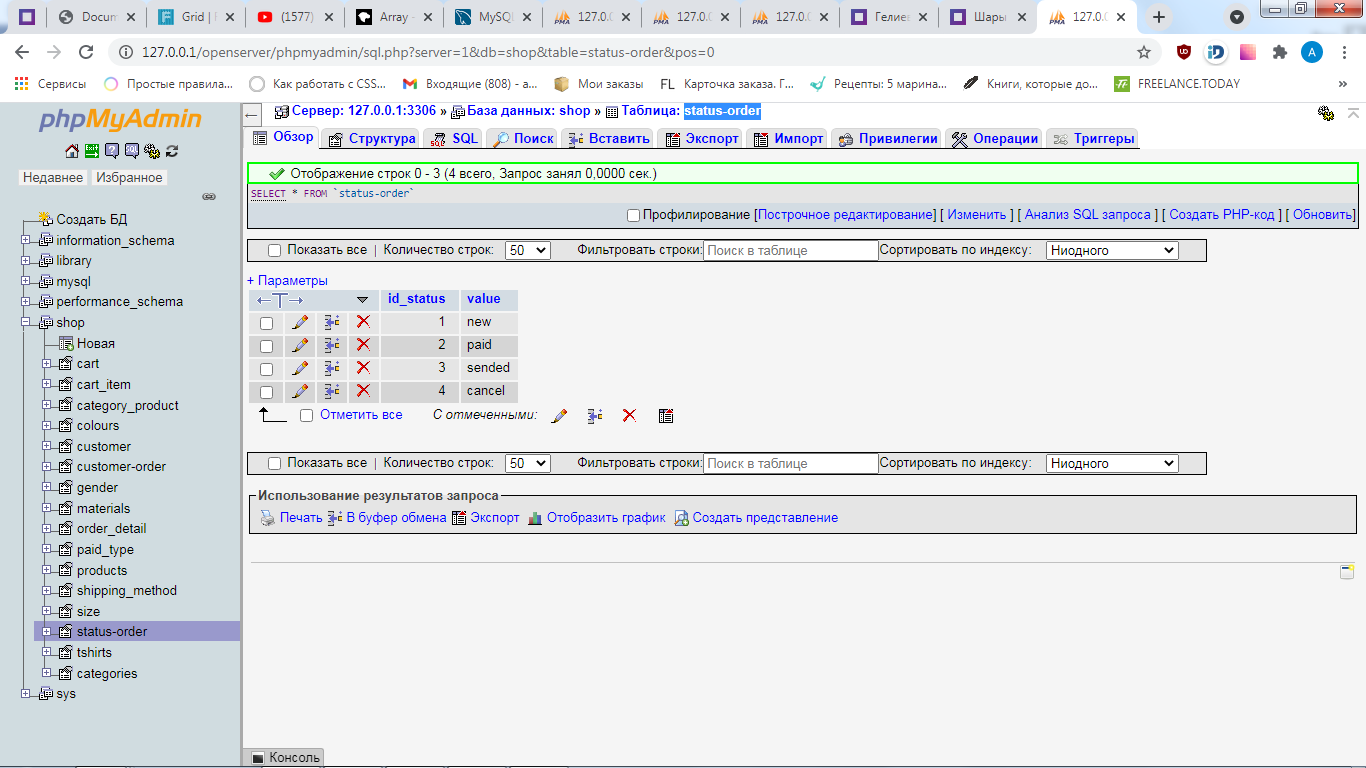 Docum
Grid | F
(1577)
Array -
MySQL
127.0.0
127.0.0
127.0.0
Гелиев
Шары
127.0.0
127.0.0.1/openserver/phpmyadmin/sql.php?server=1&db=shop&table=status-order&pos=0
A
Сервисы
Простые правила...
Как работать с CSS...
Входящие (808) - a...
Мои заказы
FL Карточка заказа. Г...
Рецепты: 5 марина...
Книги, которые до...
FREELANCE.TODAY
»
phpMyAdmin
Недавнее Избранное
Создать БД
information_schema
library
mysql
performance_schema
shop
Новая
cart
cart_item
category_product
colours
customer
customer-order
gender
materials
order_detail
paid_type
products
shipping_method
size
status-order
tshirts
categories
sys
Сервер: 127.0.0.1:3306 » База данных: shop » Таблица: status-order
Обзор Структура SQL Поиск Вставить Экспорт Импорт Привилегии Операции Триггеры
Отображение строк 0 - 3 (4 всего, Запрос занял 0,0000 сек.)
SELECT * FROM `status-order`
Профилирование [Построчное редактирование] [ Изменить ] [ Анализ SQL запроса ] [ Создать PHP-код ] [ Обновить]
Показать все | Количество строк: 50 Фильтровать строки: Поиск в таблице Сортировать по индексу: Ниодного
+ Параметры
id_status value
1 new
2 paid
3 sended
4 cancel
Отметить все С отмеченными:
Показать все | Количество строк: 50 Фильтровать строки: Поиск в таблице Сортировать по индексу: Ниодного
Использование результатов запроса
Печать В буфер обмена Экспорт Отобразить график Создать представление
Консоль